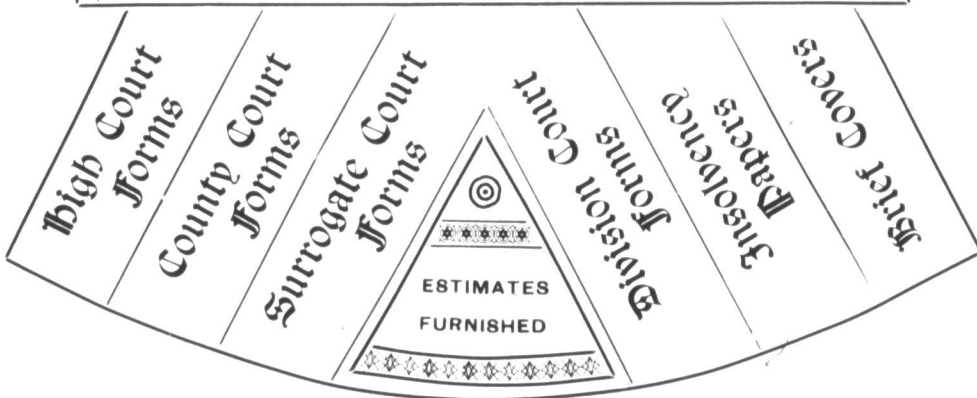 High Court
Forms
County Court
Forms
Surrogate Court
Forms
ESTIMATES
FURNISHED
Division Court
Forms
Insolvency
Papers
Brief Covers